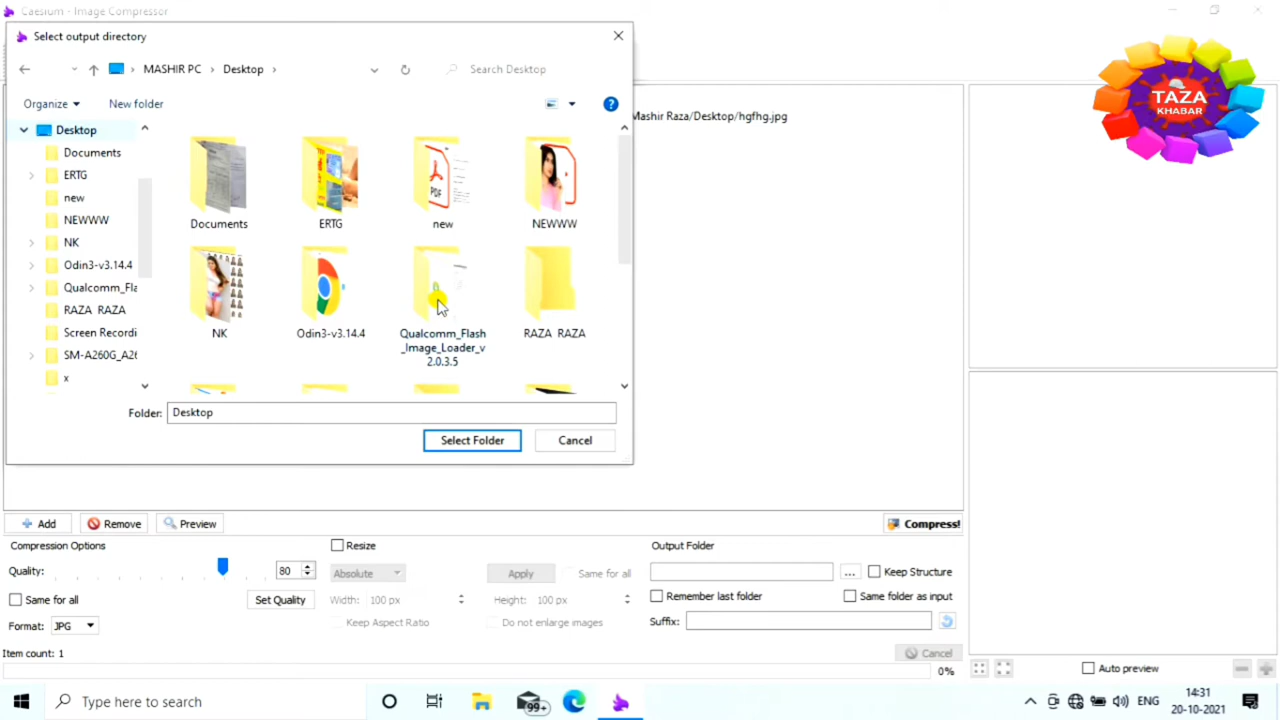 Caesium - Image Compressor
Select output directory
MASHIR PC
Desktop
Search Desktop
Organize
New folder
TAZA
KHABAR
Mashir Raza/Desktop/hgfhg.jpg
Desktop
Documents
ERTG
new
NEWWW
NK
Odin3-v3.14.4
Qualcomm_Fla
RAZA RAZA
Screen Recordi
SM-A260G_A26
x
Documents
ERTG
PDF
new
NEWWW
NK
Odin3-v3.14.4
Qualcomm_Flash
_Image_Loader_v
2.0.3.5
RAZA RAZA
Folder:
Desktop
Select Folder
Cancel
Add
Remove
Preview
Compress!
Compression Options
Resize
Output Folder
Quality:
80
Absolute
Apply
Same for all
...
Keep Structure
Same for all
Set Quality
Width:
100 px
Height:
100 px
Remember last folder
Same folder as input
Format:
JPG
Keep Aspect Ratio
Do not enlarge images
Suffix:
Item count: 1
Cancel
0%
Auto preview
Type here to search
99+
ENG
14:31
20-10-2021